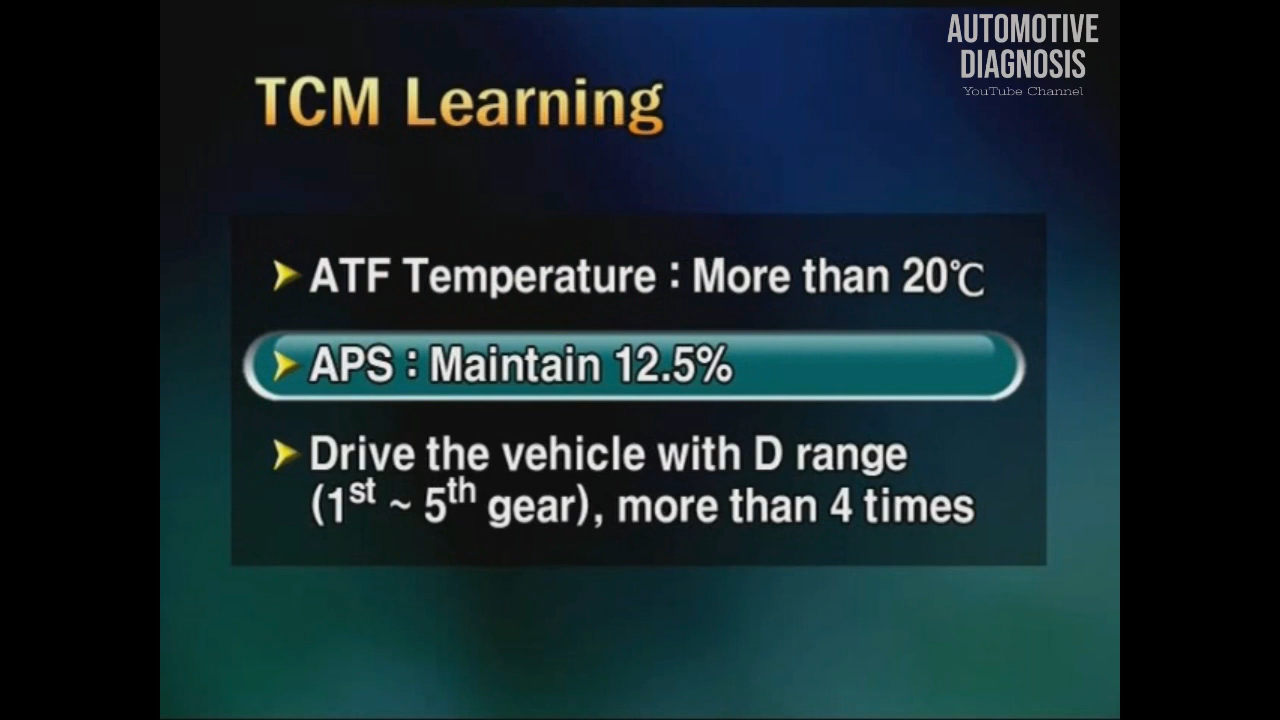 AUTOMOTIVE
DIAGNOSIS
YouTube Channel
TCM Learning
➤ ATF Temperature : More than 20℃
➤ APS : Maintain 12.5%
➤ Drive the vehicle with D range
(1st ~ 5th gear), more than 4 times